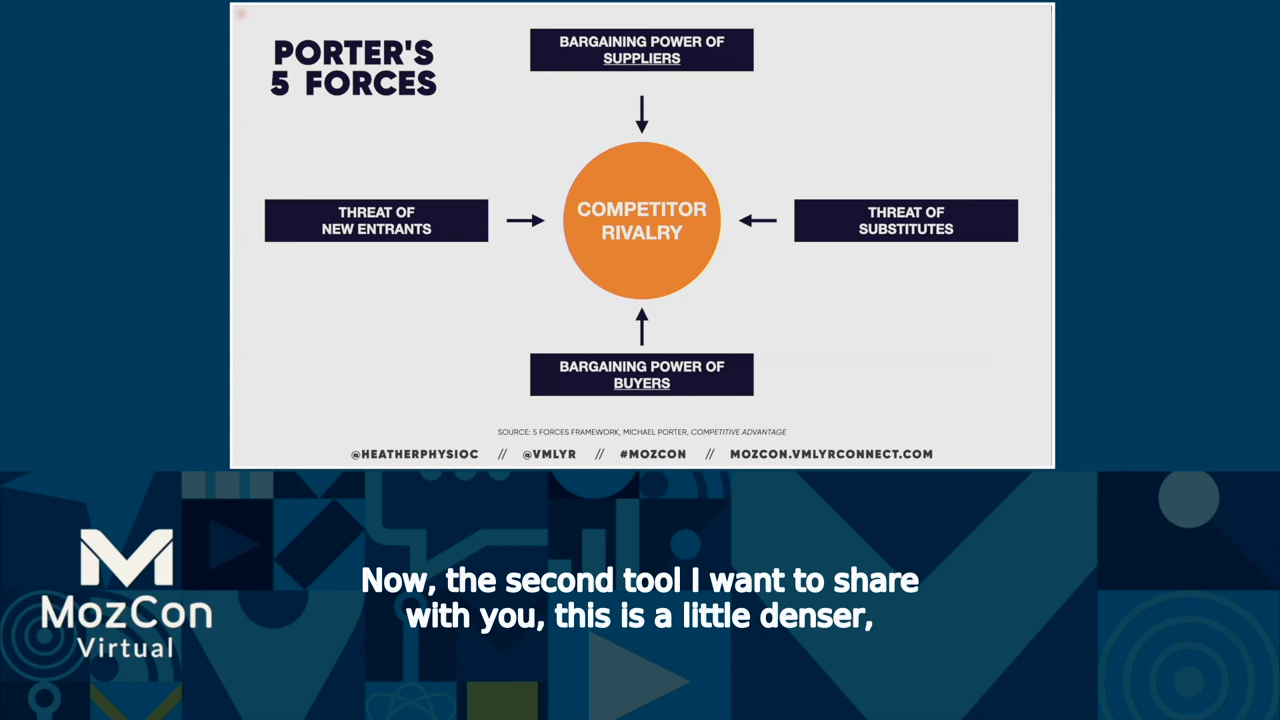 PORTER'S
5 FORCES
BARGAINING POWER OF
SUPPLIERS
THREAT OF
NEW ENTRANTS
COMPETITOR
RIVALRY
THREAT OF
SUBSTITUTES
BARGAINING POWER OF
BUYERS
SOURCE: 5 FORCES FRAMEWORK, MICHAEL PORTER, COMPETITIVE ADVANTAGE
@HEATHERPHYSIOC // @VMLYR // #MOZCON // MOZCON.VMLYRCONNECT.COM
M
MozCon
Virtual
Now, the second tool I want to share
with you, this is a little denser,